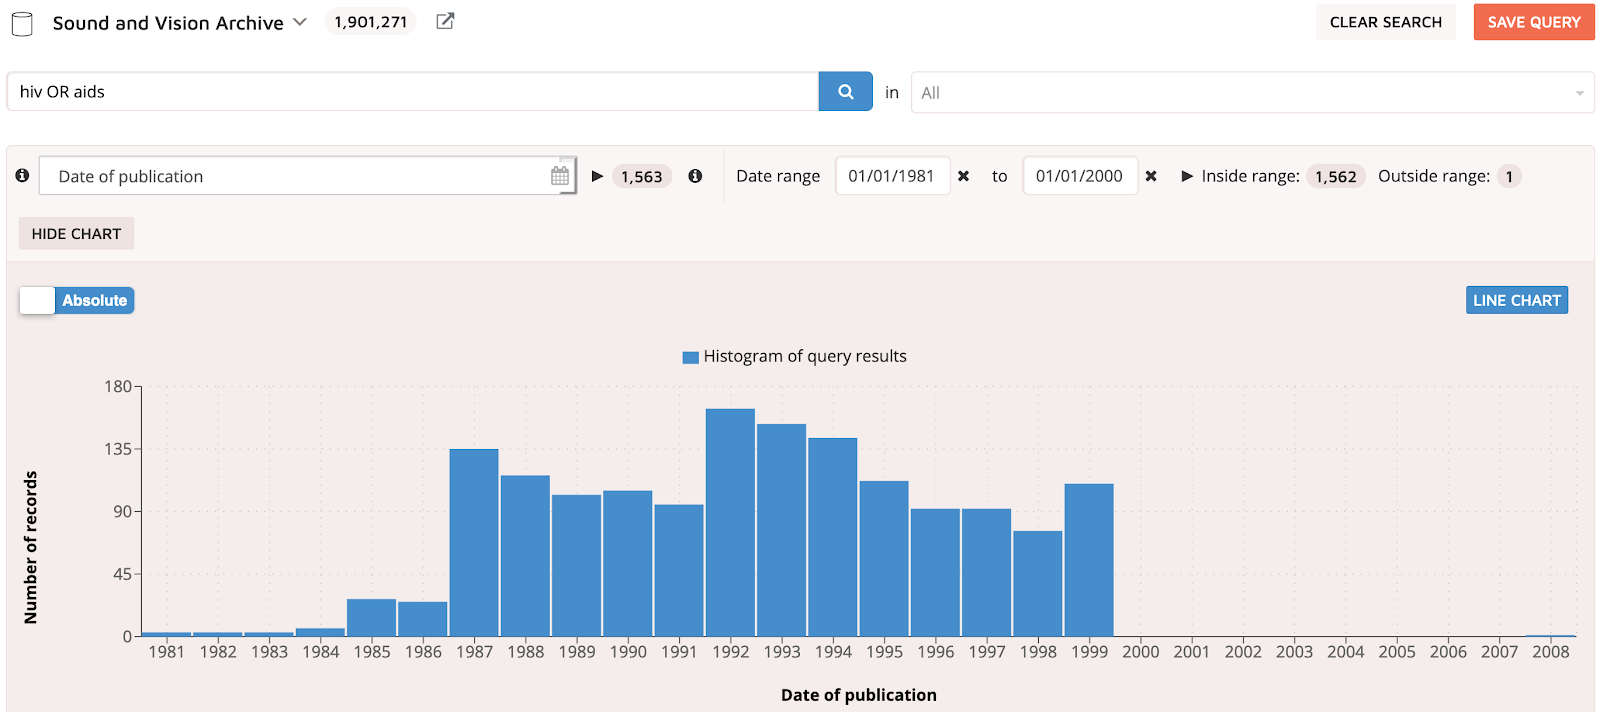 Sound and Vision Archive 1,901,271 CLEAR SEARCH SAVE QUERY
hiv OR aids in All
Date of publication 1,563 Date range 01/01/1981 to 01/01/2000 Inside range: 1,562 Outside range: 1
HIDE CHART
Absolute LINE CHART
Histogram of query results
180
135
90
45
0
Number of records
1981 1982 1983 1984 1985 1986 1987 1988 1989 1990 1991 1992 1993 1994 1995 1996 1997 1998 1999 2000 2001 2002 2003 2004 2005 2006 2007 2008
Date of publication